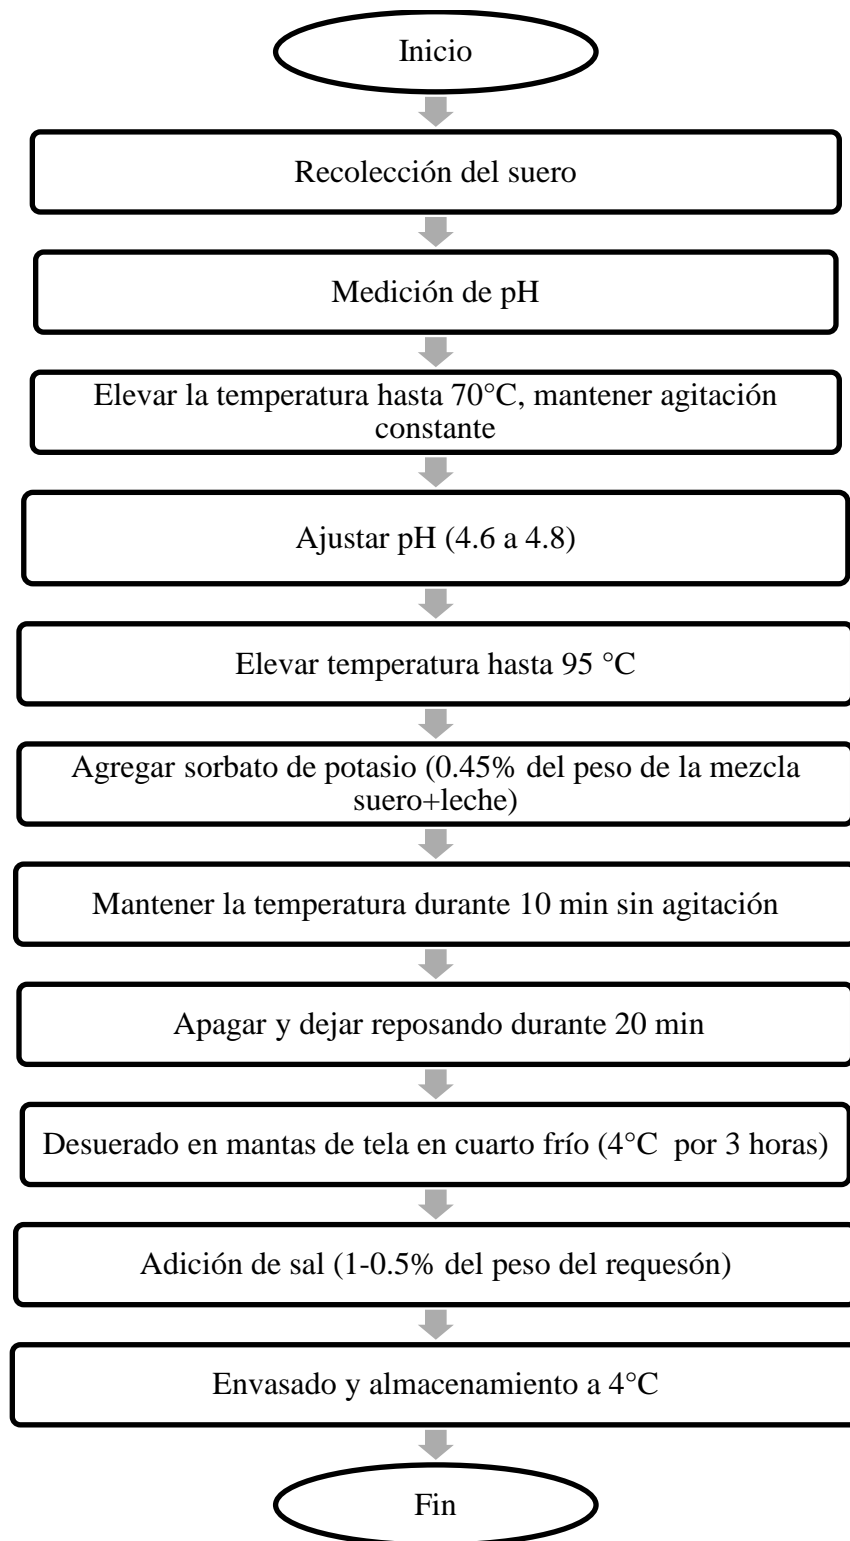 Inicio
Recolección del suero
Medición de pH
Elevar la temperatura hasta 70°C, mantener agitación
constante
Ajustar pH (4.6 a 4.8)
Elevar temperatura hasta 95 °C
Agregar sorbato de potasio (0.45% del peso de la mezcla
suero+leche)
Mantener la temperatura durante 10 min sin agitación
Apagar y dejar reposando durante 20 min
Desuerado en mantas de tela en cuarto frío (4°C  por 3 horas)
Adición de sal (1-0.5% del peso del requesón)
Envasado y almacenamiento a 4°C
Fin